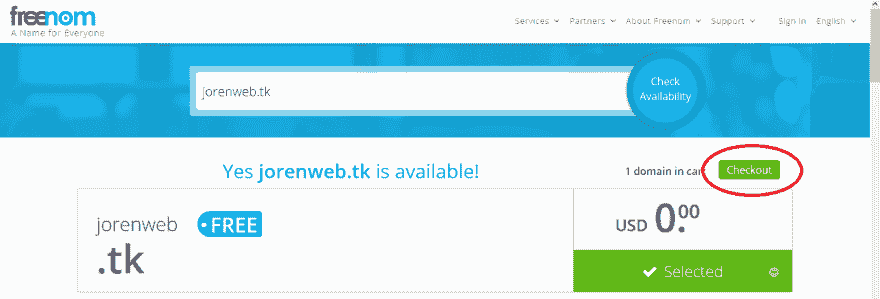 freenom
A Name for Everyone
Services Partners About Freenom Support Sign In English
jorenweb.tk
Check
Availability
Yes jorenweb.tk is available!
1 domain in cart
Checkout
jorenweb
FREE
.tk
USD 0.00
Selected